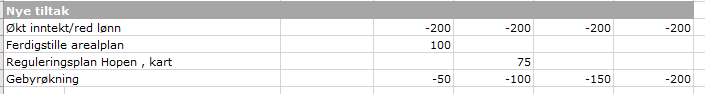 Nye tiltak
Økt inntekt/red lønn -200 -200 -200 -200
Ferdigstille arealplan 100
Reguleringsplan Hopen , kart 75
Gebyrøkning -50 -100 -150 -200